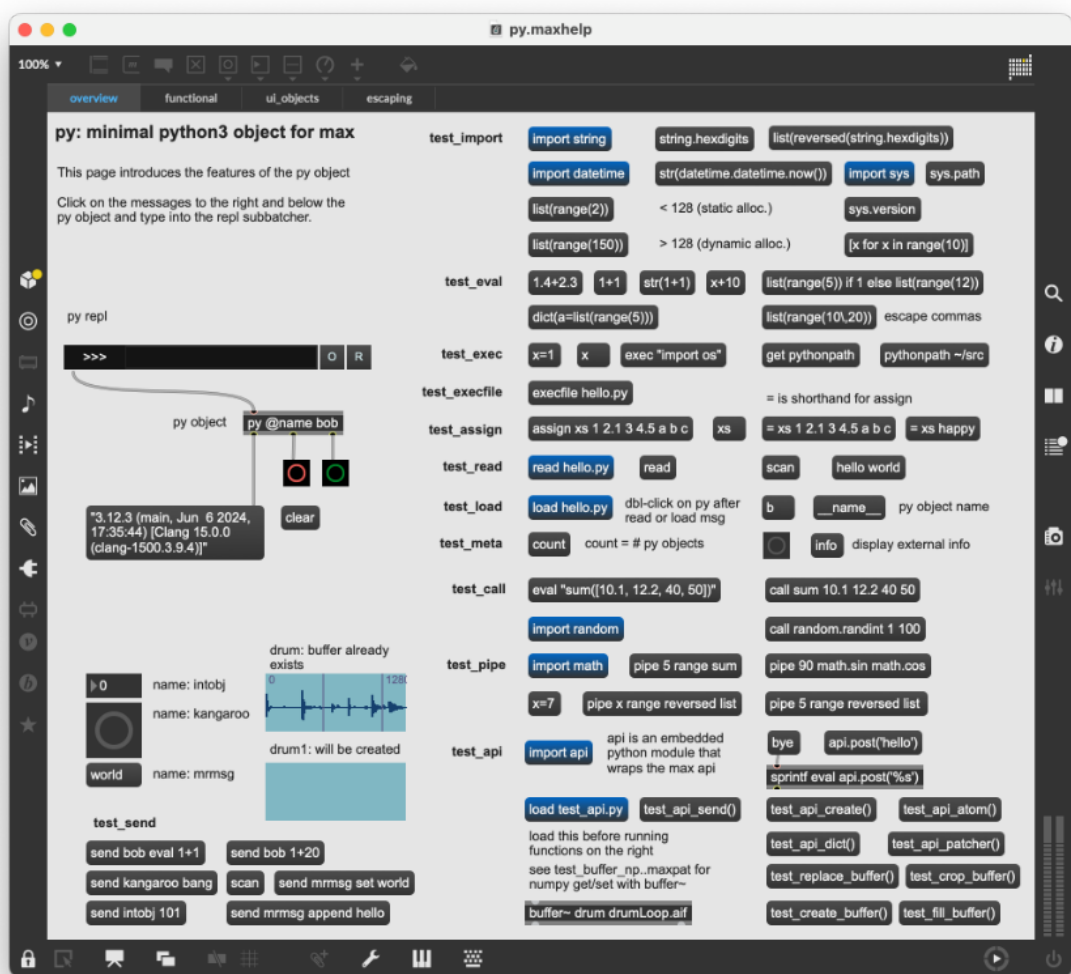 py.maxhelp
100%
overview functional ui_objects escaping
py: minimal python3 object for max
This page introduces the features of the py object
Click on the messages to the right and below the
py object and type into the repl subbatcher.
py repl
>>> O R
py object py @name bob
"3.12.3 (main, Jun 6 2024,
17:35:44) [Clang 15.0.0
(clang-1500.3.9.4)]"
clear
drum: buffer already
exists
0 name: intobj
name: kangaroo
0 128
drum1: will be created
world name: mrmsg
test_send
send bob eval 1+1 send bob 1+20
send kangaroo bang scan send mrmsg set world
send intobj 101 send mrmsg append hello
test_import import string string.hexdigits list(reversed(string.hexdigits))
import datetime str(datetime.datetime.now()) import sys sys.path
list(range(2)) < 128 (static alloc.) sys.version
list(range(150)) > 128 (dynamic alloc.) [x for x in range(10)]
test_eval 1.4+2.3 1+1 str(1+1) x+10 list(range(5)) if 1 else list(range(12))
dict(a=list(range(5))) list(range(10\,20)) escape commas
test_exec x=1 x exec "import os" get pythonpath pythonpath ~/src
test_execfile execfile hello.py = is shorthand for assign
test_assign assign xs 1 2.1 3 4.5 a b c xs = xs 1 2.1 3 4.5 a b c = xs happy
test_read read hello.py read scan hello world
test_load load hello.py dbl-click on py after
read or load msg
b __name__ py object name
test_meta count count = # py objects info display external info
test_call eval "sum([10.1, 12.2, 40, 50])" call sum 10.1 12.2 40 50
import random call random.randint 1 100
test_pipe import math pipe 5 range sum pipe 90 math.sin math.cos
x=7 pipe x range reversed list pipe 5 range reversed list
test_api import api api is an embedded
python module that
wraps the max api
bye api.post('hello')
sprintf eval api.post('%s')
load test_api.py test_api_send() test_api_create() test_api_atom()
load this before running
functions on the right
test_api_dict() test_api_patcher()
see test_buffer_np..maxpat for
numpy get/set with buffer~
test_replace_buffer() test_crop_buffer()
buffer~ drum drumLoop.aif test_create_buffer() test_fill_buffer()